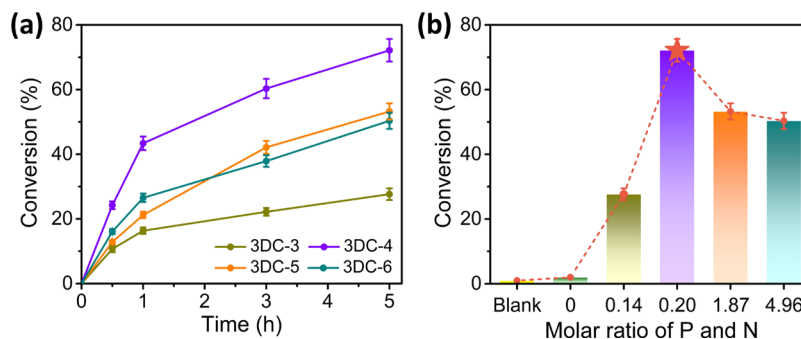 (a)
Conversion (%)
80
60
40
20
0
3DC-3
3DC-4
3DC-5
3DC-6
0
1
2
3
4
5
Time (h)
(b)
Conversion (%)
80
60
40
20
0
Blank
0
0.14
0.20
1.87
4.96
Molar ratio of P and N